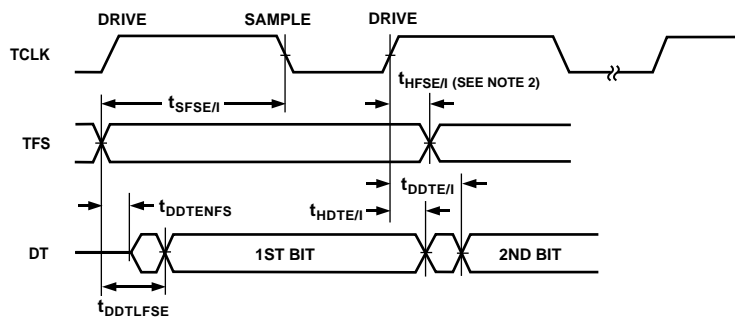 DRIVE SAMPLE DRIVE
TCLK
tHFSE/I (SEE NOTE 2)
tSFSE/I
TFS
tDDTE/I
tDDTENFS
tHDTE/I
DT
1ST BIT
2ND BIT
tDDTLFSE